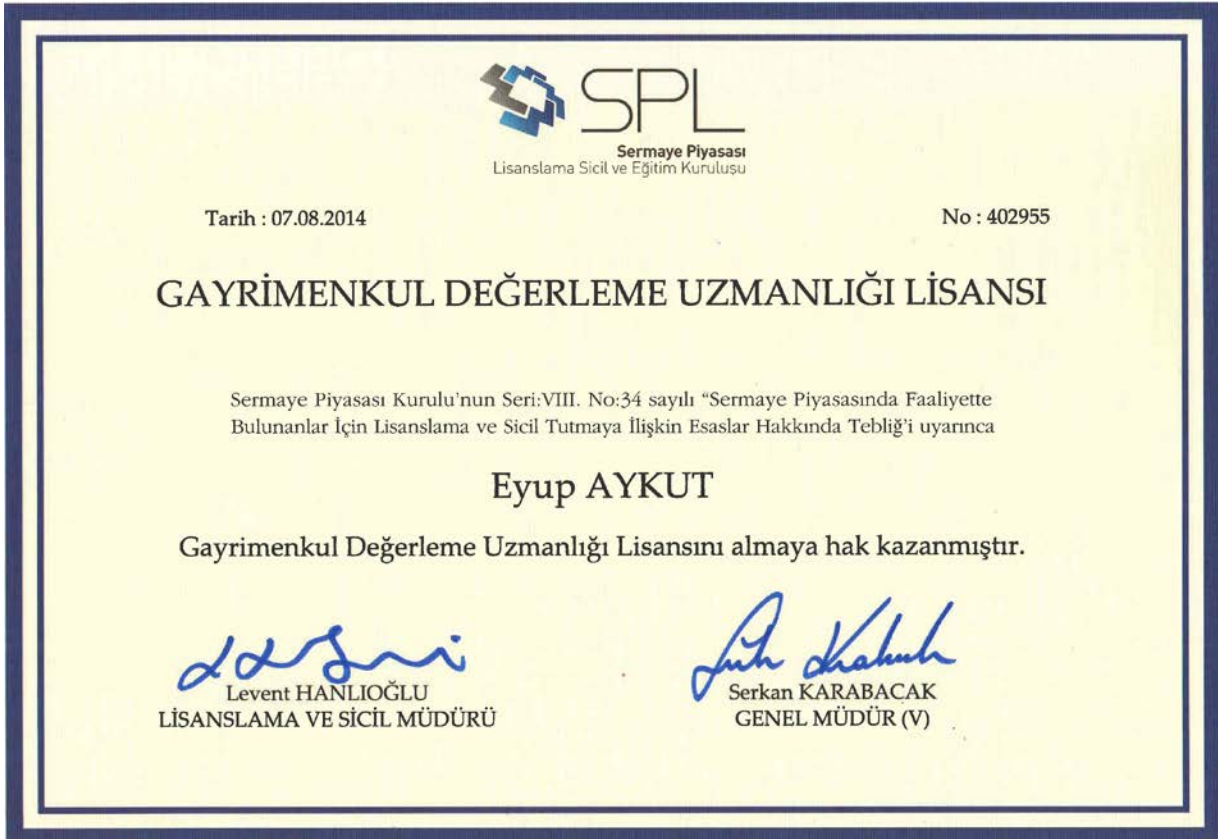 SPL
Sermaye Piyasası
Lisanslama Sicil ve Eğitim Kuruluşu
Tarih : 07.08.2014
No : 402955
GAYRİMENKUL DEĞERLEME UZMANLIĞI LİSANSI
Sermaye Piyasası Kurulu'nun Seri:VIII. No:34 sayılı “Sermaye Piyasasında Faaliyette
Bulunanlar İçin Lisanslama ve Sicil Tutmaya İlişkin Esaslar Hakkında Tebliğ'i uyarınca
Eyup AYKUT
Gayrimenkul Değerleme Uzmanlığı Lisansını almaya hak kazanmıştır.
Levent HANLIOĞLU
LİSANSLAMA VE SİCİL MÜDÜRÜ
Serkan KARABACAK
GENEL MÜDÜR (V)